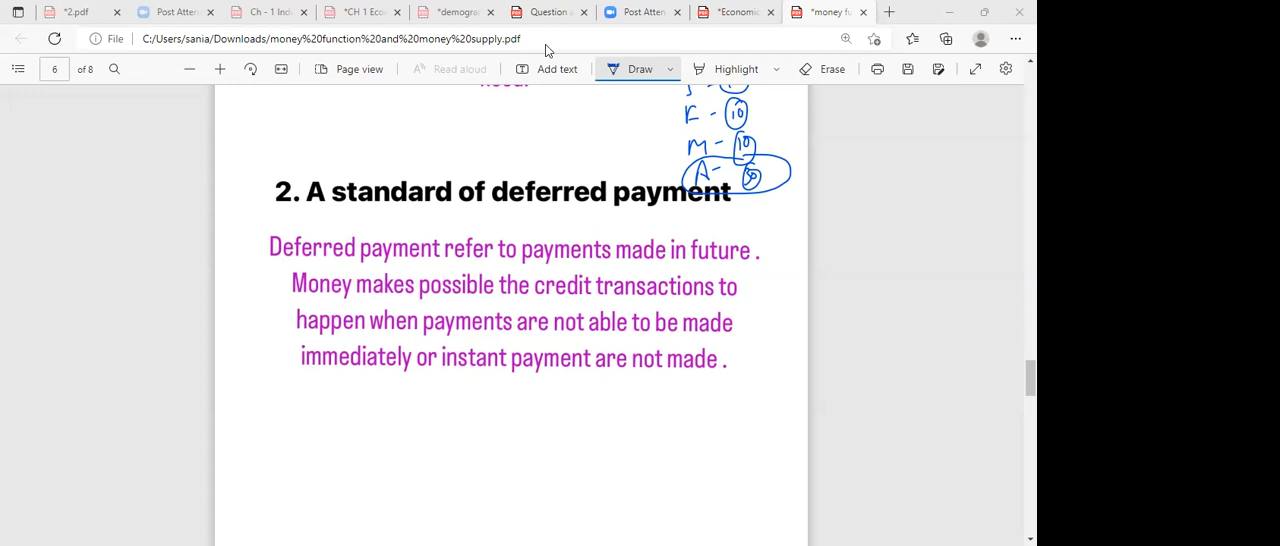 *2.pdf
Post Atten
Ch - 1 Ind
*CH 1 Eco
*demogra
Question
Post Atten
*Economic
*money fu
File
C:/Users/sania/Downloads/money%20function%20and%20money%20supply.pdf
6 of 8
Page view
Read aloud
Add text
Draw
Highlight
Erase
need.
K - 10
M - 10
A -
2. A standard of deferred payment
Deferred payment refer to payments made in future .
Money makes possible the credit transactions to
happen when payments are not able to be made
immediately or instant payment are not made .